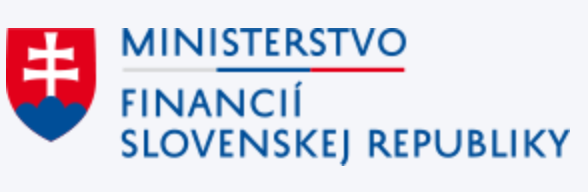 MINISTERSTVO
FINANCIÍ
SLOVENSKEJ REPUBLIKY